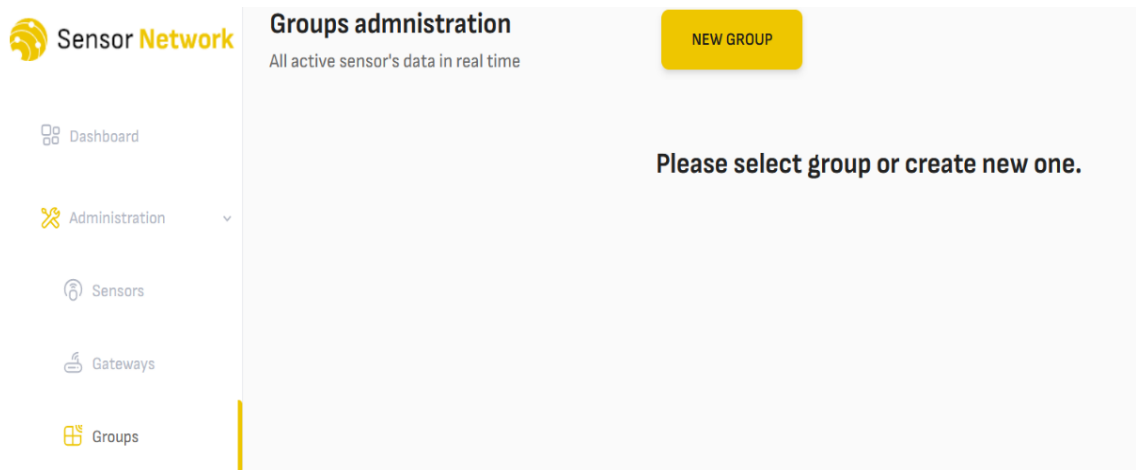 Sensor Network
Groups admnistration
All active sensor's data in real time
NEW GROUP
Please select group or create new one.
Dashboard
Administration
Sensors
Gateways
Groups